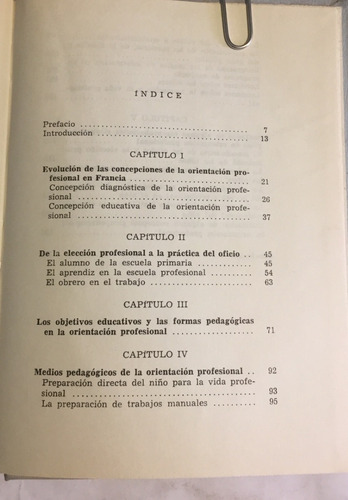 INDICE
Prefacio ................................. 7
Introducción ............................. 13
CAPITULO I
Evolución de las concepciones de la orientación pro-
fesional en Francia ....................... 21
Concepción diagnóstica de la orientación profe-
sional .................................. 26
Concepción educativa de la orientación profe-
sional .................................. 37
CAPITULO II
De la elección profesional a la práctica del oficio .. 45
El alumno de la escuela primaria ........... 45
El aprendiz en la escuela profesional ........ 54
El obrero en el trabajo .................... 63
CAPITULO III
Los objetivos educativos y las formas pedagógicas
en la orientación profesional ............... 71
CAPITULO IV
Medios pedagógicos de la orientación profesional .. 92
Preparación directa del niño para la vida profe-
sional .................................. 93
La preparación de trabajos manuales .......... 95